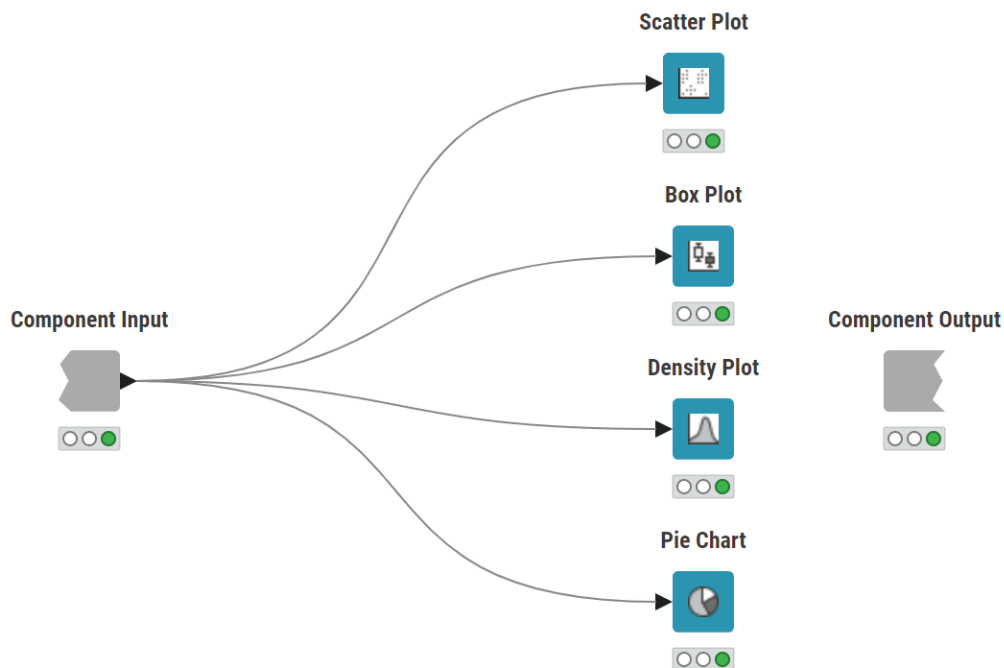 Scatter Plot
Box Plot
Component Input
Component Output
Density Plot
Pie Chart